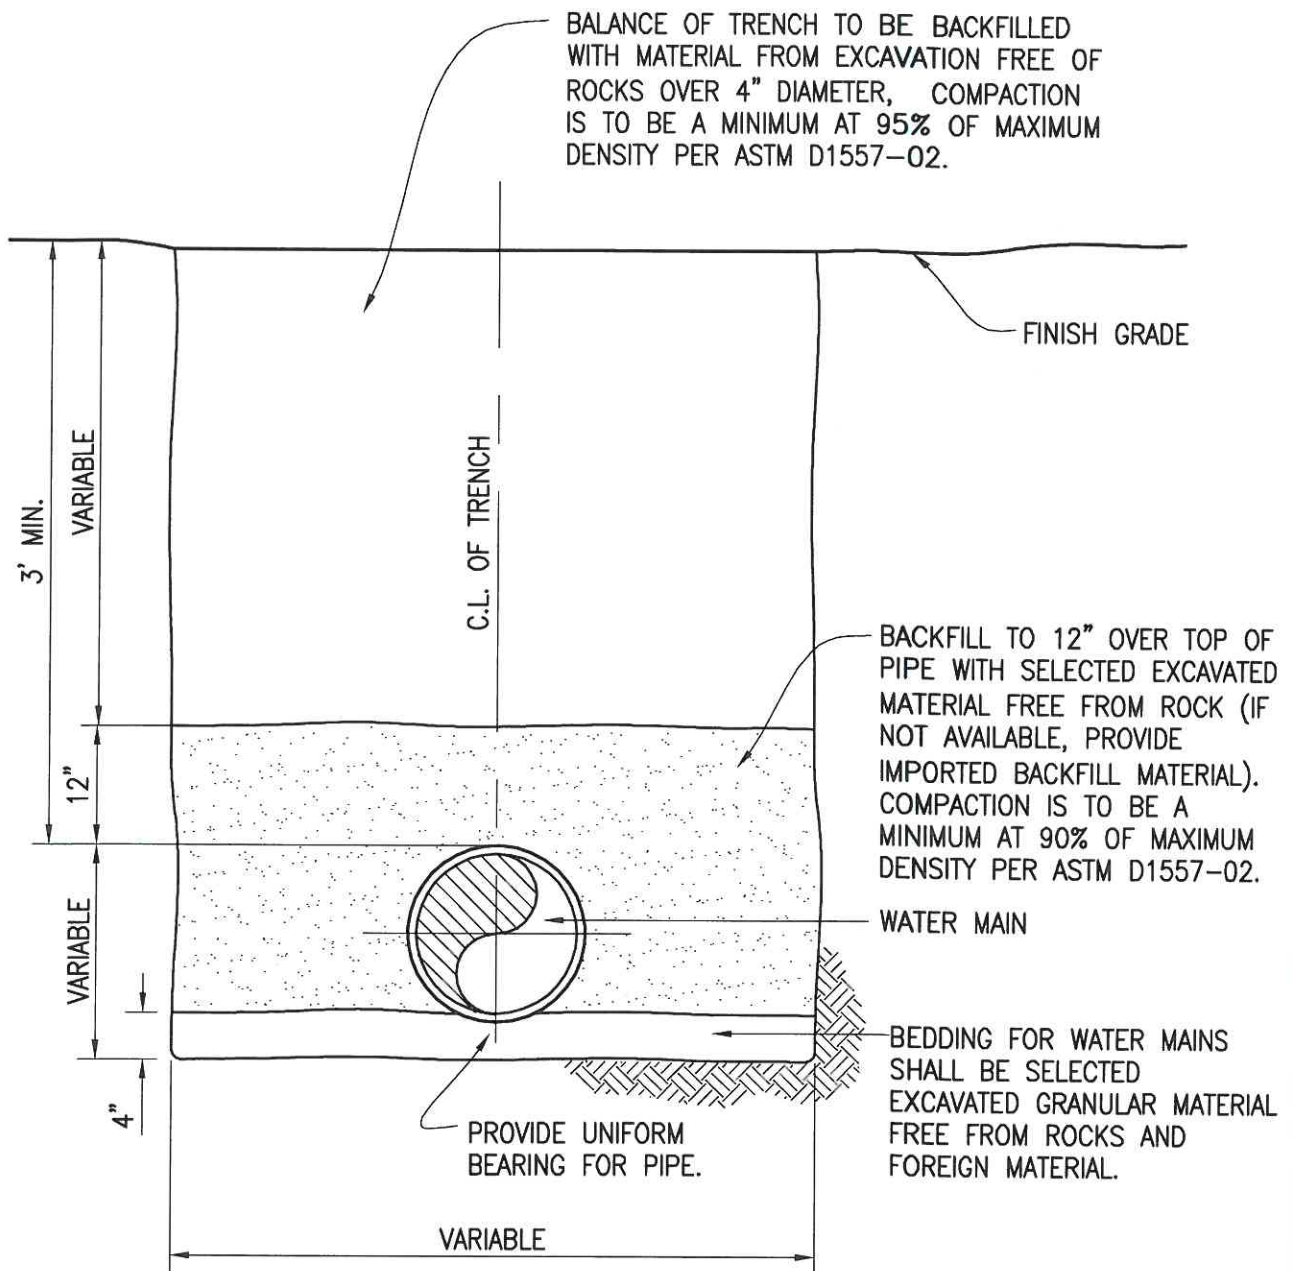 BALANCE OF TRENCH TO BE BACKFILLED
WITH MATERIAL FROM EXCAVATION FREE OF
ROCKS OVER 4" DIAMETER, COMPACTION
IS TO BE A MINIMUM AT 95% OF MAXIMUM
DENSITY PER ASTM D1557-02.
FINISH GRADE
3' MIN.
VARIABLE
C.L. OF TRENCH
12"
BACKFILL TO 12" OVER TOP OF
PIPE WITH SELECTED EXCAVATED
MATERIAL FREE FROM ROCK (IF
NOT AVAILABLE, PROVIDE
IMPORTED BACKFILL MATERIAL).
COMPACTION IS TO BE A
MINIMUM AT 90% OF MAXIMUM
DENSITY PER ASTM D1557-02.
VARIABLE
WATER MAIN
4"
PROVIDE UNIFORM
BEARING FOR PIPE.
BEDDING FOR WATER MAINS
SHALL BE SELECTED
EXCAVATED GRANULAR MATERIAL
FREE FROM ROCKS AND
FOREIGN MATERIAL.
VARIABLE